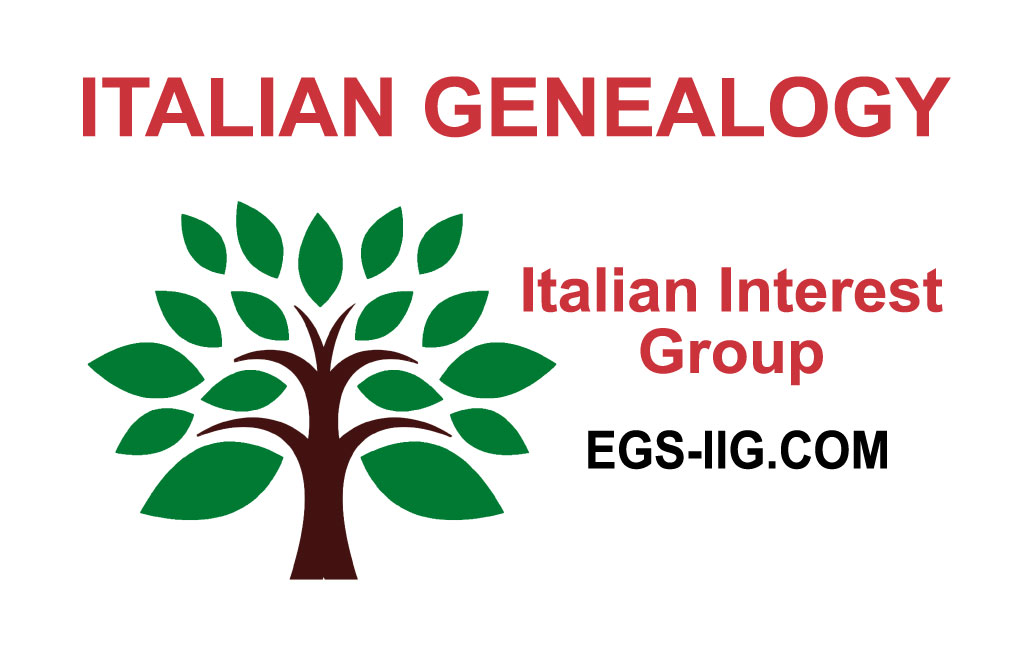 ITALIAN GENEALOGY
Italian Interest
Group
EGS-IIG.COM